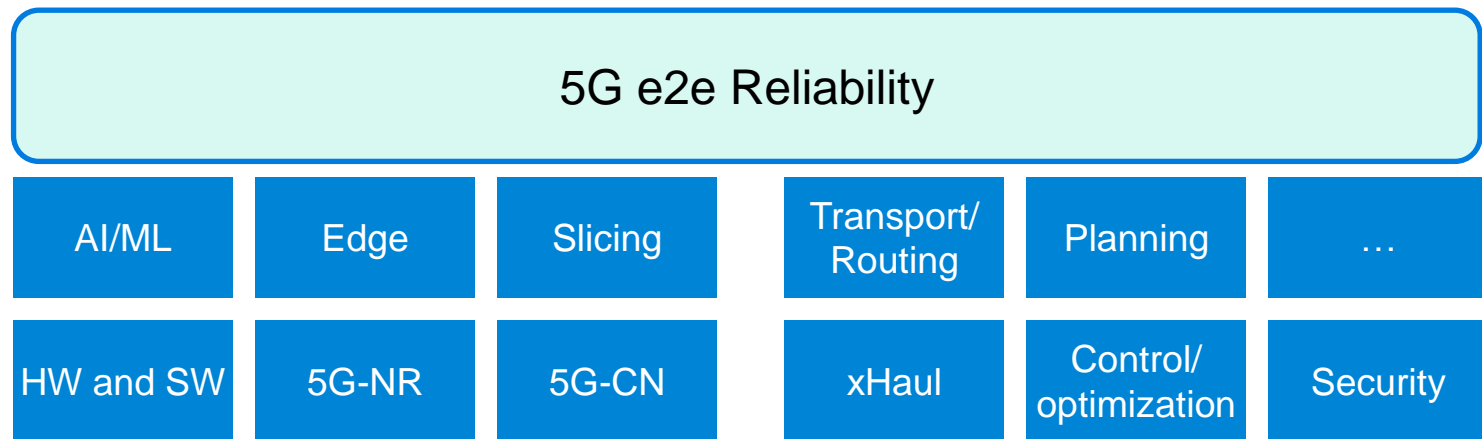 5G e2e Reliability
AI/ML
Edge
Slicing
Transport/
Routing
Planning
…
HW and SW
5G-NR
5G-CN
xHaul
Control/
optimization
Security